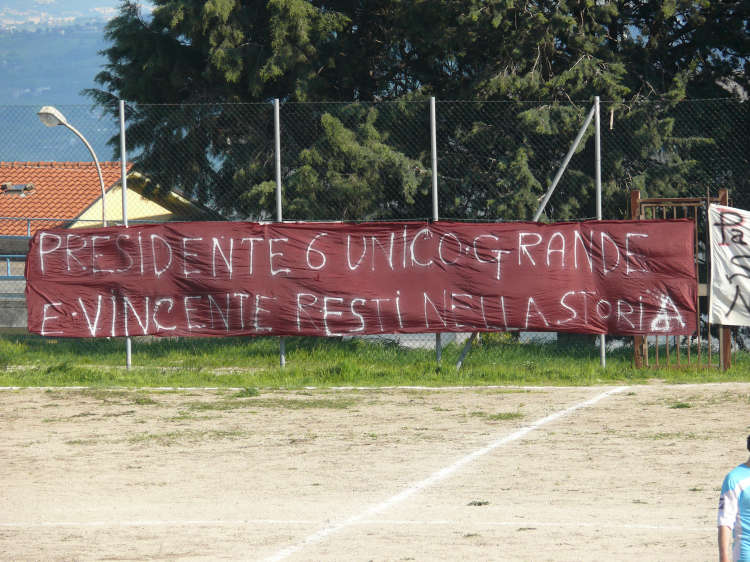 PRESIDENTE 6 UNICO.GRANDE
E.VINCENTE RESTI NELLA STORIA